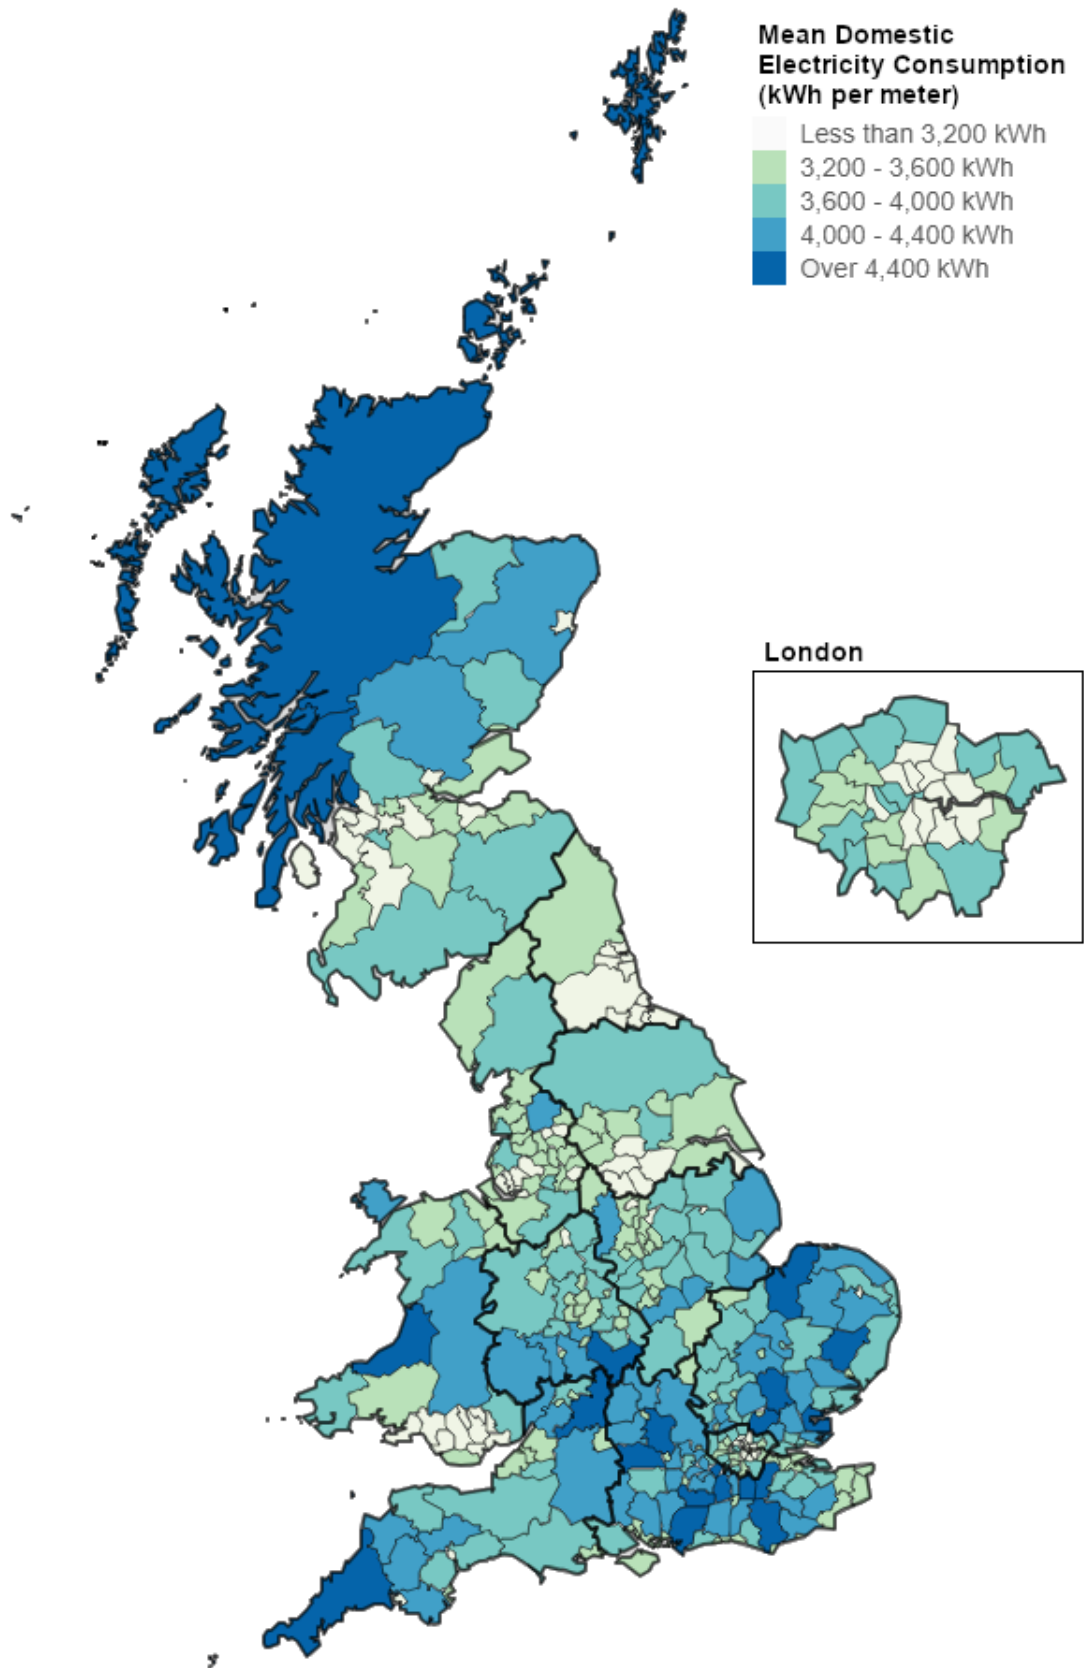 Mean Domestic
Electricity Consumption
(kWh per meter)
Less than 3,200 kWh
3,200 - 3,600 kWh
3,600 - 4,000 kWh
4,000 - 4,400 kWh
Over 4,400 kWh
London